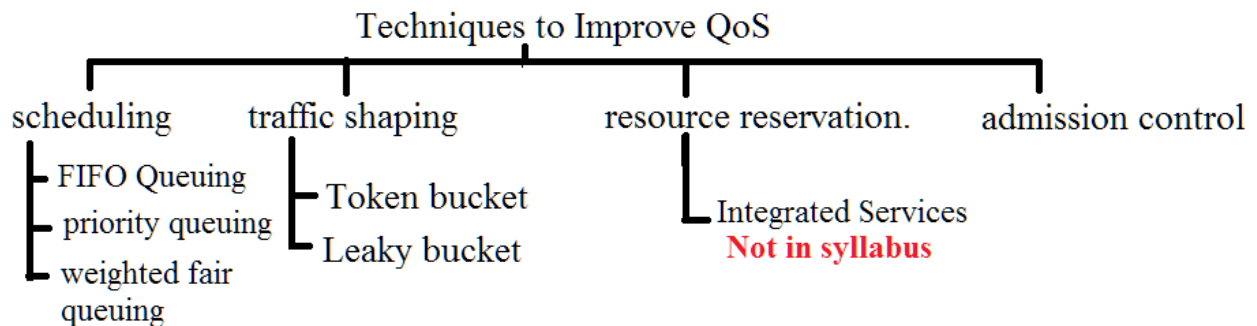 Techniques to Improve QoS
scheduling
traffic shaping
resource reservation.
admission control
FIFO Queuing
priority queuing
weighted fair
queuing
Token bucket
Leaky bucket
Integrated Services
Not in syllabus